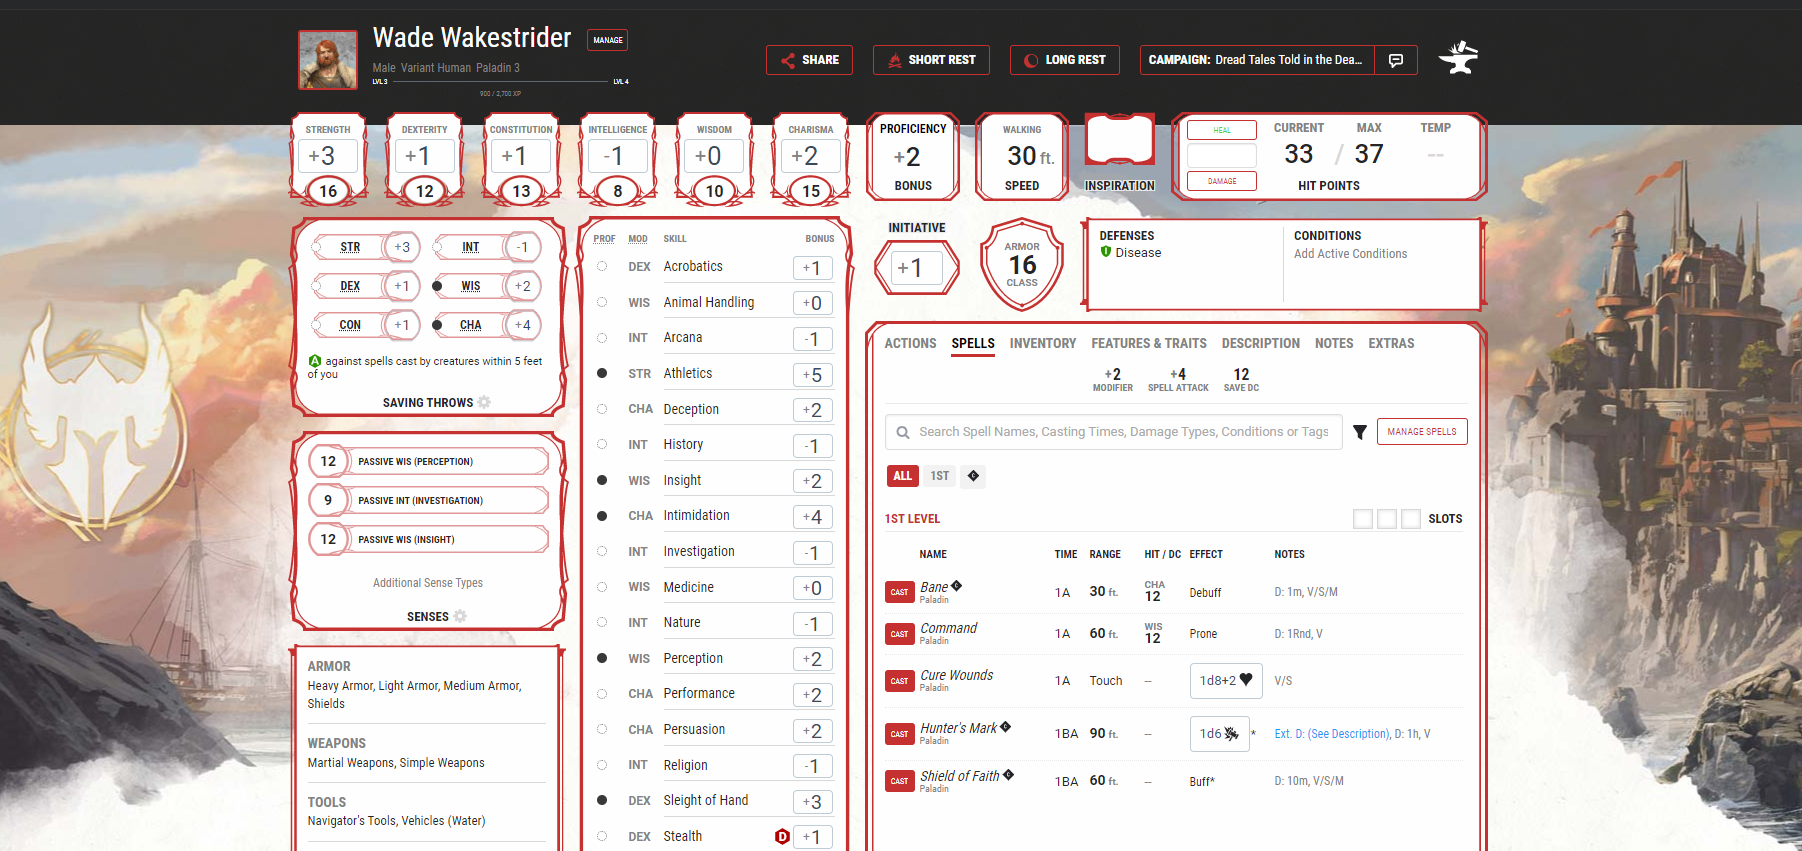 Wade Wakestrider
MANAGE
Male Variant Human Paladin 3
LVL 3
LVL 4
900 / 2,700 XP
SHARE
SHORT REST
LONG REST
CAMPAIGN: Dread Tales Told in the Dea...
STRENGTH
+3
16
DEXTERITY
+1
12
CONSTITUTION
+1
13
INTELLIGENCE
-1
8
WISDOM
+0
10
CHARISMA
+2
15
PROFICIENCY
+2
BONUS
WALKING
30 ft.
SPEED
INSPIRATION
HEAL
DAMAGE
CURRENT
MAX
TEMP
33 / 37 --
HIT POINTS
STR +3
INT -1
DEX +1
WIS +2
CON +1
CHA +4
A against spells cast by creatures within 5 feet
of you
SAVING THROWS
12 PASSIVE WIS (PERCEPTION)
9 PASSIVE INT (INVESTIGATION)
12 PASSIVE WIS (INSIGHT)
Additional Sense Types
SENSES
ARMOR
Heavy Armor, Light Armor, Medium Armor,
Shields
WEAPONS
Martial Weapons, Simple Weapons
TOOLS
Navigator's Tools, Vehicles (Water)
PROF MOD SKILL BONUS
DEX Acrobatics +1
WIS Animal Handling +0
INT Arcana -1
STR Athletics +5
CHA Deception +2
INT History -1
WIS Insight +2
CHA Intimidation +4
INT Investigation -1
WIS Medicine +0
INT Nature -1
WIS Perception +2
CHA Performance +2
CHA Persuasion +2
INT Religion -1
DEX Sleight of Hand +3
DEX Stealth D +1
INITIATIVE
+1
ARMOR
16
CLASS
DEFENSES
Disease
CONDITIONS
Add Active Conditions
ACTIONS SPELLS INVENTORY FEATURES & TRAITS DESCRIPTION NOTES EXTRAS
+2 +4 12
MODIFIER SPELL ATTACK SAVE DC
Search Spell Names, Casting Times, Damage Types, Conditions or Tags
MANAGE SPELLS
ALL 1ST C
1ST LEVEL
SLOTS
NAME TIME RANGE HIT / DC EFFECT NOTES
CAST Bane C
Paladin
1A 30 ft. CHA
12
Debuff D: 1m, V/S/M
CAST Command
Paladin
1A 60 ft. WIS
12
Prone D: 1Rnd, V
CAST Cure Wounds
Paladin
1A Touch -- 1d8+2 V/S
CAST Hunter's Mark C
Paladin
1BA 90 ft. -- 1d6 * Ext. D: (See Description), D: 1h, V
CAST Shield of Faith C
Paladin
1BA 60 ft. -- Buff* D: 10m, V/S/M